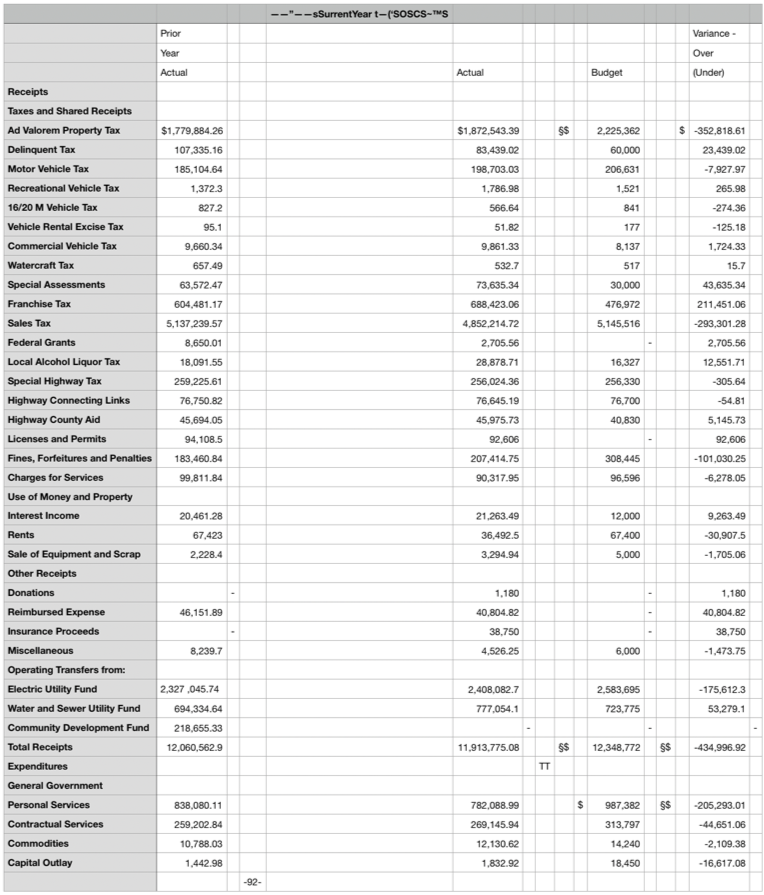 ——"——sSurrentYear t—(‘SOSCS~™S
Prior Variance -
Year Over
Actual Actual Budget (Under)
Receipts
Taxes and Shared Receipts
Ad Valorem Property Tax $1,779,884.26 $1,872,543.39 §$ 2,225,362 $ -352,818.61
Delinquent Tax 107,335.16 83,439.02 60,000 23,439.02
Motor Vehicle Tax 185,104.64 198,703.03 206,631 -7,927.97
Recreational Vehicle Tax 1,372.3 1,786.98 1,521 265.98
16/20 M Vehicle Tax 827.2 566.64 841 -274.36
Vehicle Rental Excise Tax 95.1 51.82 177 -125.18
Commercial Vehicle Tax 9,660.34 9,861.33 8,137 1,724.33
Watercraft Tax 657.49 532.7 517 15.7
Special Assessments 63,572.47 73,635.34 30,000 43,635.34
Franchise Tax 604,481.17 688,423.06 476,972 211,451.06
Sales Tax 5,137,239.57 4,852,214.72 5,145,516 -293,301.28
Federal Grants 8,650.01 2,705.56 - 2,705.56
Local Alcohol Liquor Tax 18,091.55 28,878.71 16,327 12,551.71
Special Highway Tax 259,225.61 256,024.36 256,330 -305.64
Highway Connecting Links 76,750.82 76,645.19 76,700 -54.81
Highway County Aid 45,694.05 45,975.73 40,830 5,145.73
Licenses and Permits 94,108.5 92,606 - 92,606
Fines, Forfeitures and Penalties 183,460.84 207,414.75 308,445 -101,030.25
Charges for Services 99,811.84 90,317.95 96,596 -6,278.05
Use of Money and Property
Interest Income 20,461.28 21,263.49 12,000 9,263.49
Rents 67,423 36,492.5 67,400 -30,907.5
Sale of Equipment and Scrap 2,228.4 3,294.94 5,000 -1,705.06
Other Receipts
Donations - 1,180 - 1,180
Reimbursed Expense 46,151.89 40,804.82 - 40,804.82
Insurance Proceeds - 38,750 - 38,750
Miscellaneous 8,239.7 4,526.25 6,000 -1,473.75
Operating Transfers from:
Electric Utility Fund 2,327 ,045.74 2,408,082.7 2,583,695 -175,612.3
Water and Sewer Utility Fund 694,334.64 777,054.1 723,775 53,279.1
Community Development Fund 218,655.33 - - -
Total Receipts 12,060,562.9 11,913,775.08 §$ 12,348,772 §$ -434,996.92
Expenditures TT
General Government
Personal Services 838,080.11 782,088.99 $ 987,382 §$ -205,293.01
Contractual Services 259,202.84 269,145.94 313,797 -44,651.06
Commodities 10,788.03 12,130.62 14,240 -2,109.38
Capital Outlay 1,442.98 1,832.92 18,450 -16,617.08
-92-